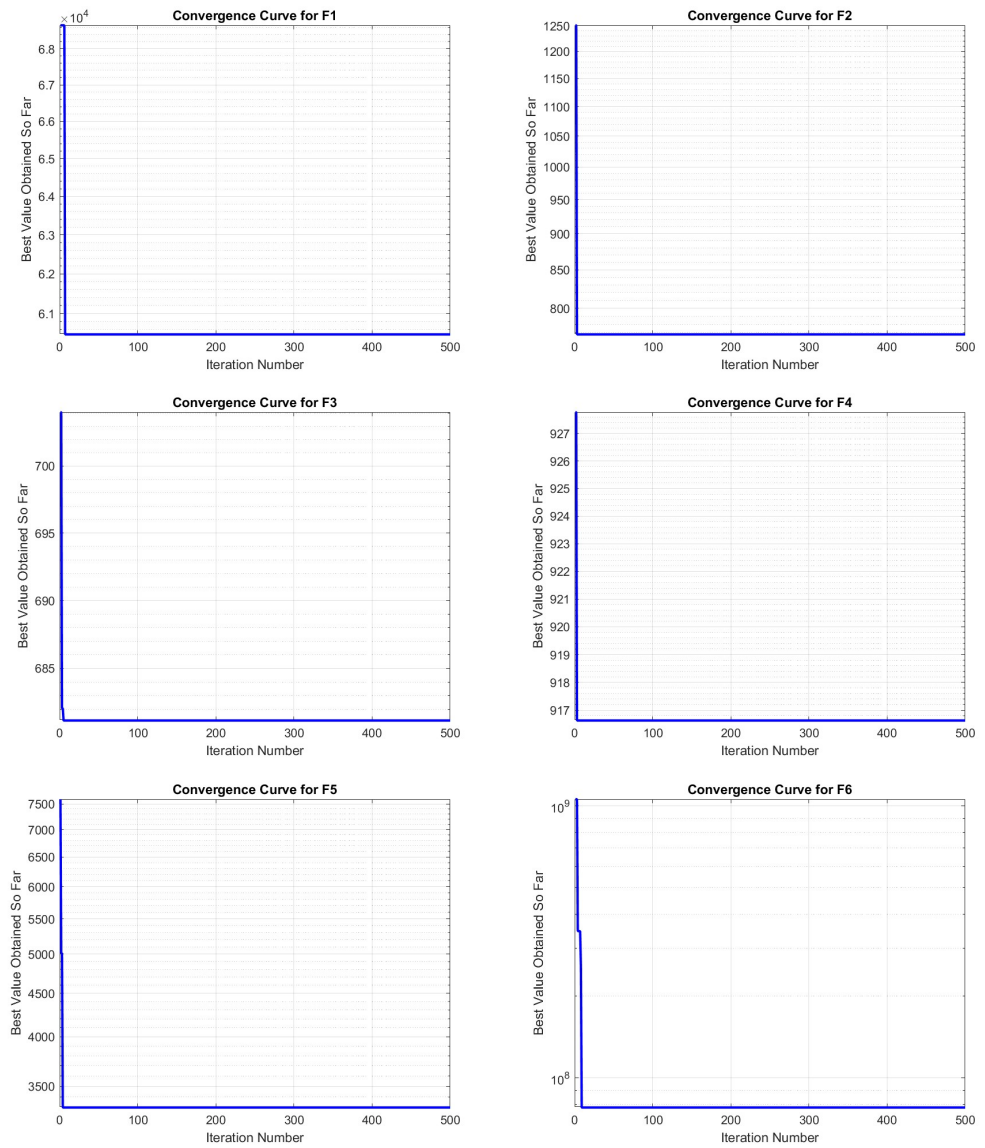 Convergence Curve for F1
×10⁴
6.8
6.7
6.6
6.5
6.4
6.3
6.2
6.1
Best Value Obtained So Far
0 100 200 300 400 500
Iteration Number
Convergence Curve for F2
1250
1200
1150
1100
1050
1000
950
900
850
800
Best Value Obtained So Far
0 100 200 300 400 500
Iteration Number
Convergence Curve for F3
700
695
690
685
Best Value Obtained So Far
0 100 200 300 400 500
Iteration Number
Convergence Curve for F4
927
926
925
924
923
922
921
920
919
918
917
Best Value Obtained So Far
0 100 200 300 400 500
Iteration Number
Convergence Curve for F5
7500
7000
6500
6000
5500
5000
4500
4000
3500
Best Value Obtained So Far
0 100 200 300 400 500
Iteration Number
Convergence Curve for F6
10⁹
10⁸
Best Value Obtained So Far
0 100 200 300 400 500
Iteration Number